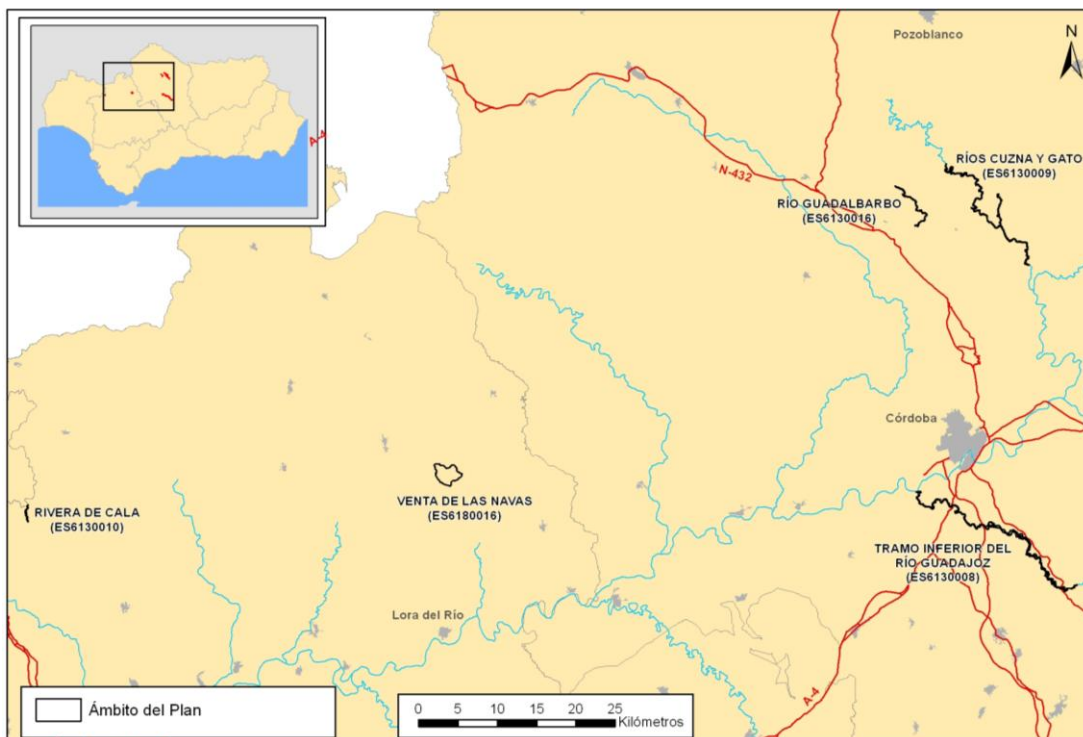 Pozoblanco
N
A-4
RÍOS CUZNA Y GATO
(ES6130009)
N-432
RÍO GUADALBARBO
(ES6130016)
Córdoba
VENTA DE LAS NAVAS
(ES6180016)
RIVERA DE CALA
(ES6130010)
TRAMO INFERIOR DEL
RÍO GUADAJOZ
(ES6130008)
Lora del Río
A-4
Ámbito del Plan
0 5 10 15 20 25
Kilómetros